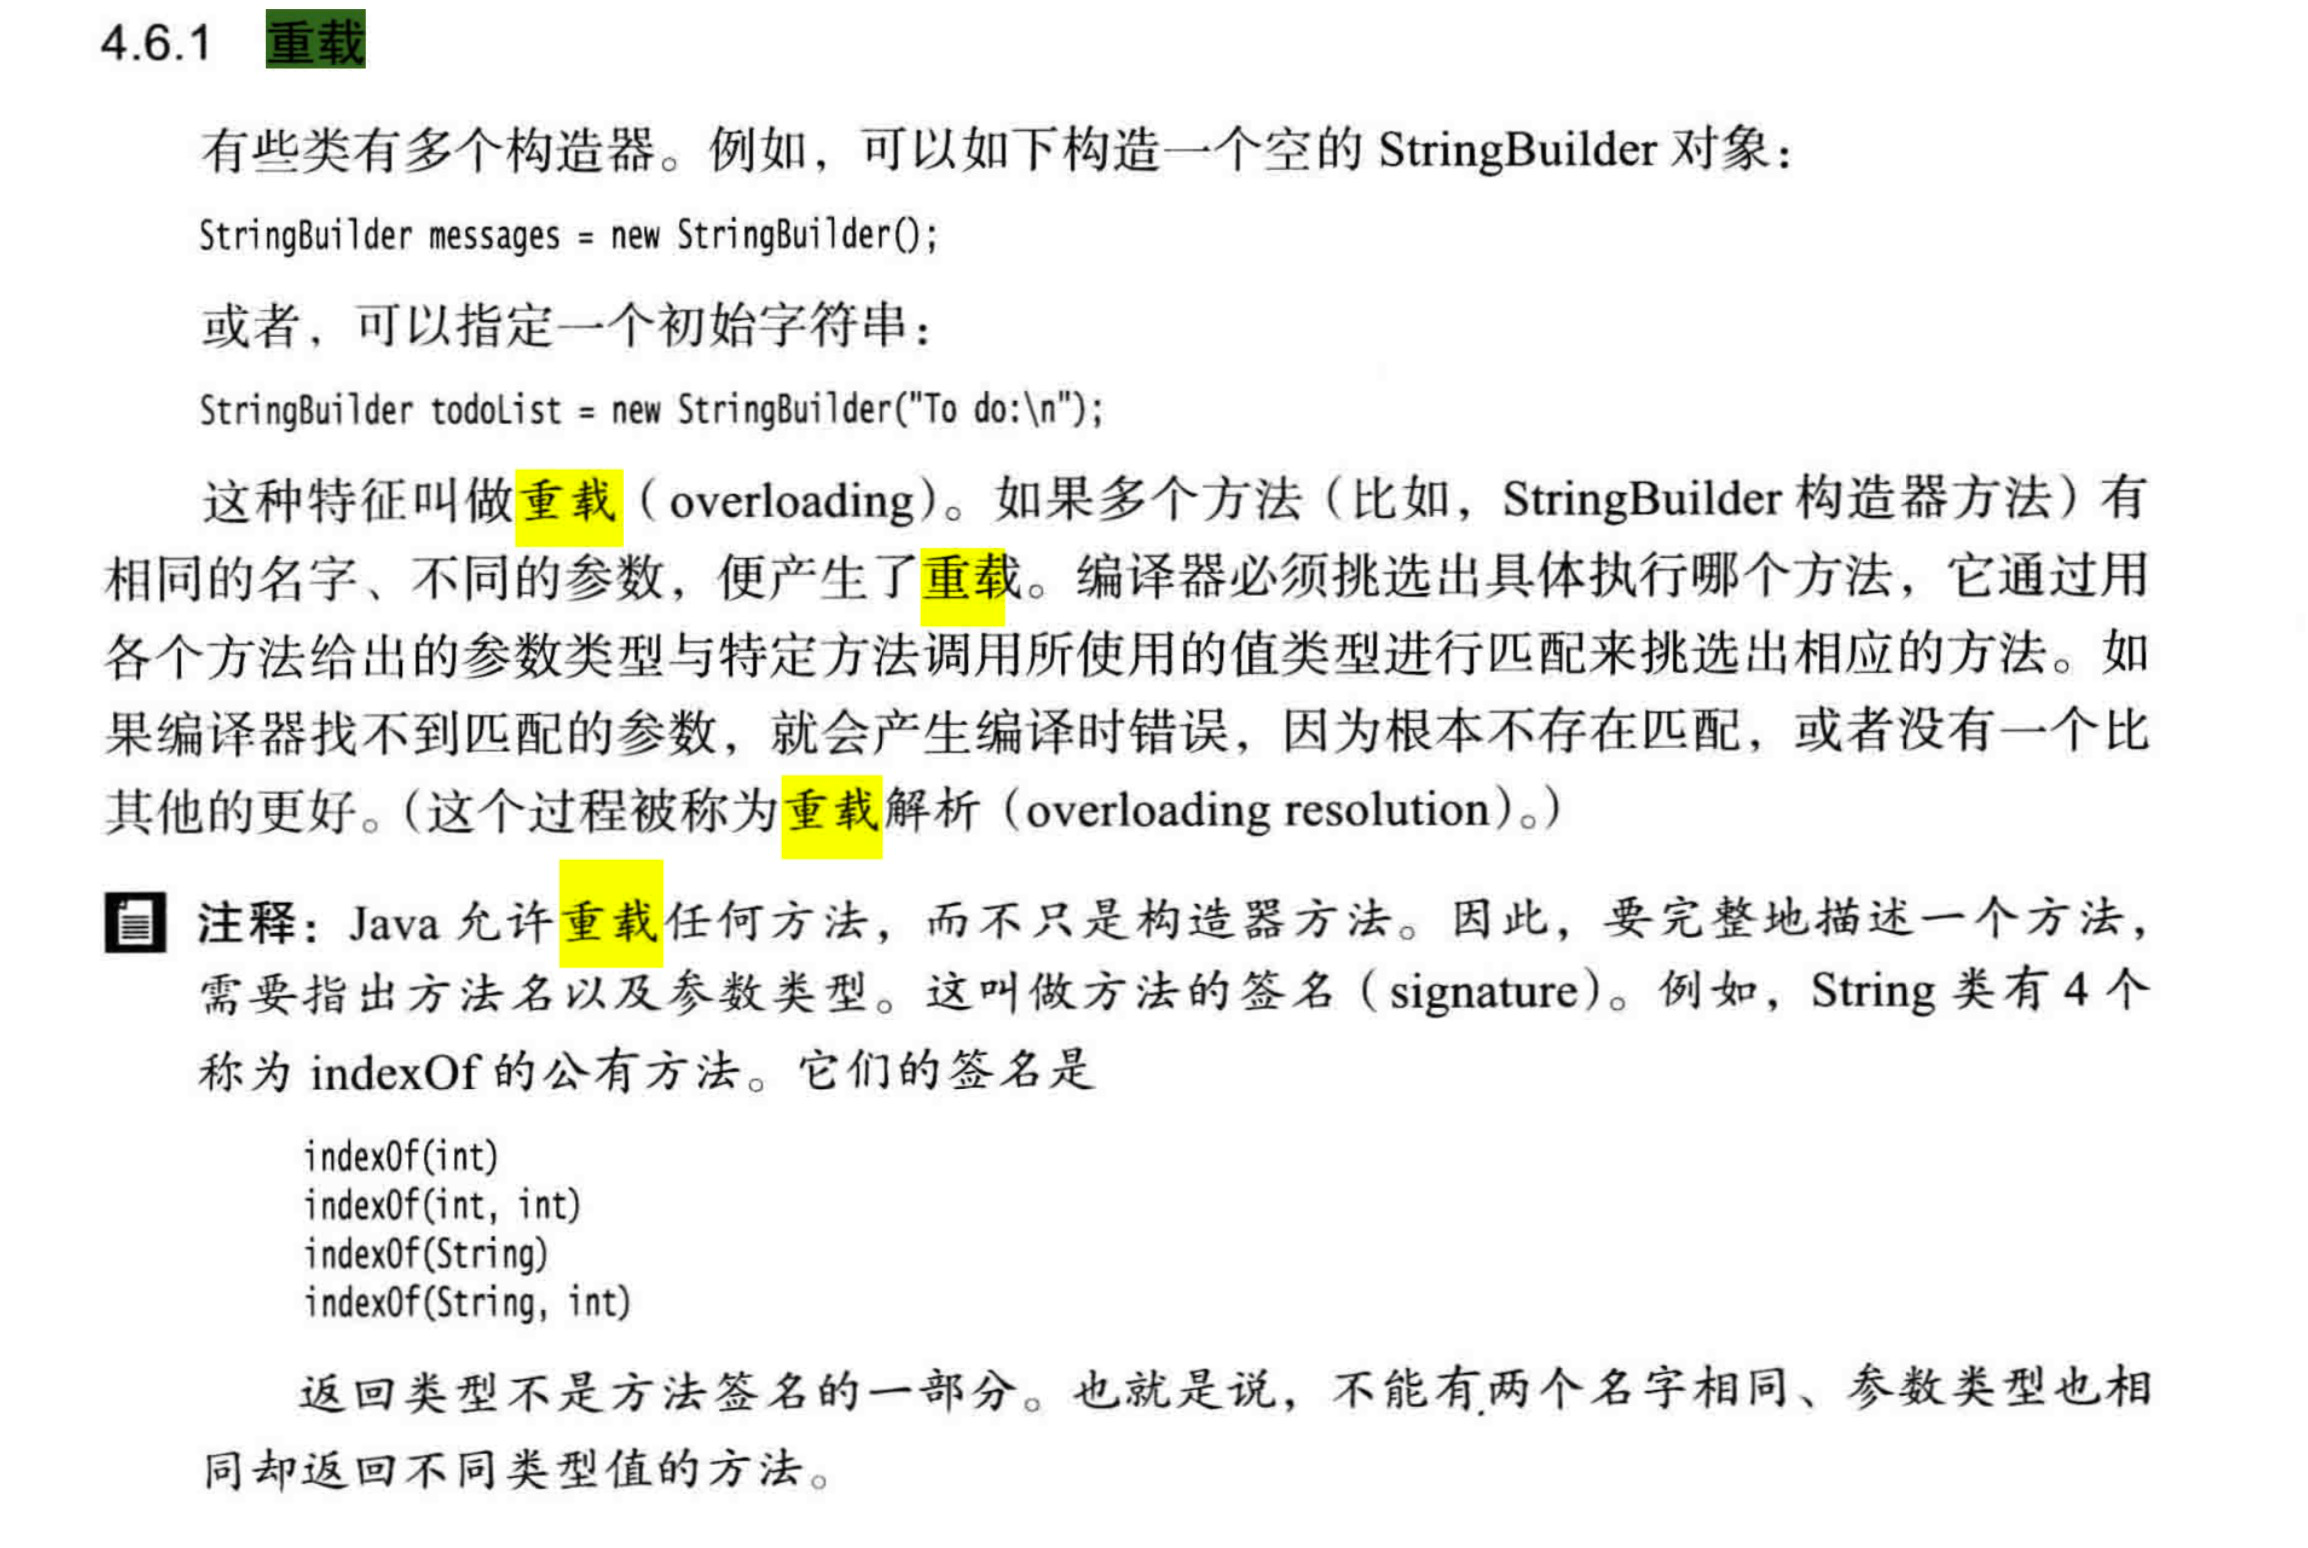 4.6.1 重载
有些类有多个构造器。例如，可以如下构造一个空的 StringBuilder 对象：
StringBuilder messages = new StringBuilder();
或者，可以指定一个初始字符串：
StringBuilder todoList = new StringBuilder("To do:\n");
这种特征叫做重载（overloading）。如果多个方法（比如，StringBuilder 构造器方法）有
相同的名字、不同的参数，便产生了重载。编译器必须挑选出具体执行哪个方法，它通过用
各个方法给出的参数类型与特定方法调用所使用的值类型进行匹配来挑选出相应的方法。如
果编译器找不到匹配的参数，就会产生编译时错误，因为根本不存在匹配，或者没有一个比
其他的更好。（这个过程被称为重载解析（overloading resolution）。）
注释：Java 允许重载任何方法，而不只是构造器方法。因此，要完整地描述一个方法，
需要指出方法名以及参数类型。这叫做方法的签名（signature）。例如，String 类有 4 个
称为 indexOf 的公有方法。它们的签名是
indexOf(int)
indexOf(int, int)
indexOf(String)
indexOf(String, int)
返回类型不是方法签名的一部分。也就是说，不能有两个名字相同、参数类型也相
同却返回不同类型值的方法。